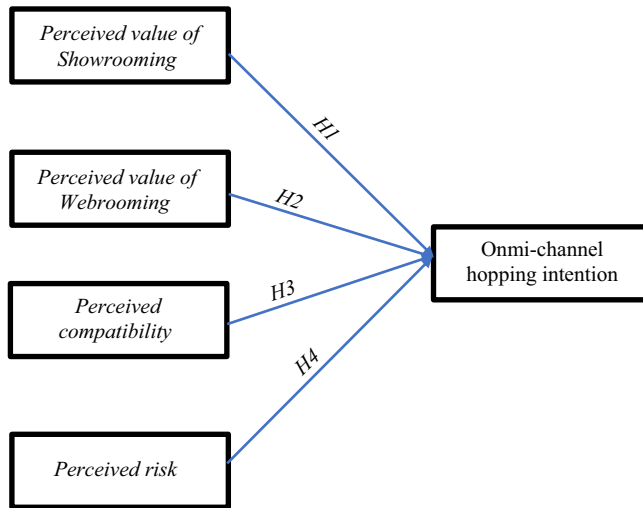 Perceived value of
Showrooming
H1
Perceived value of
Webrooming
H2
Onmi-channel
hopping intention
Perceived
compatibility
H3
H4
Perceived risk